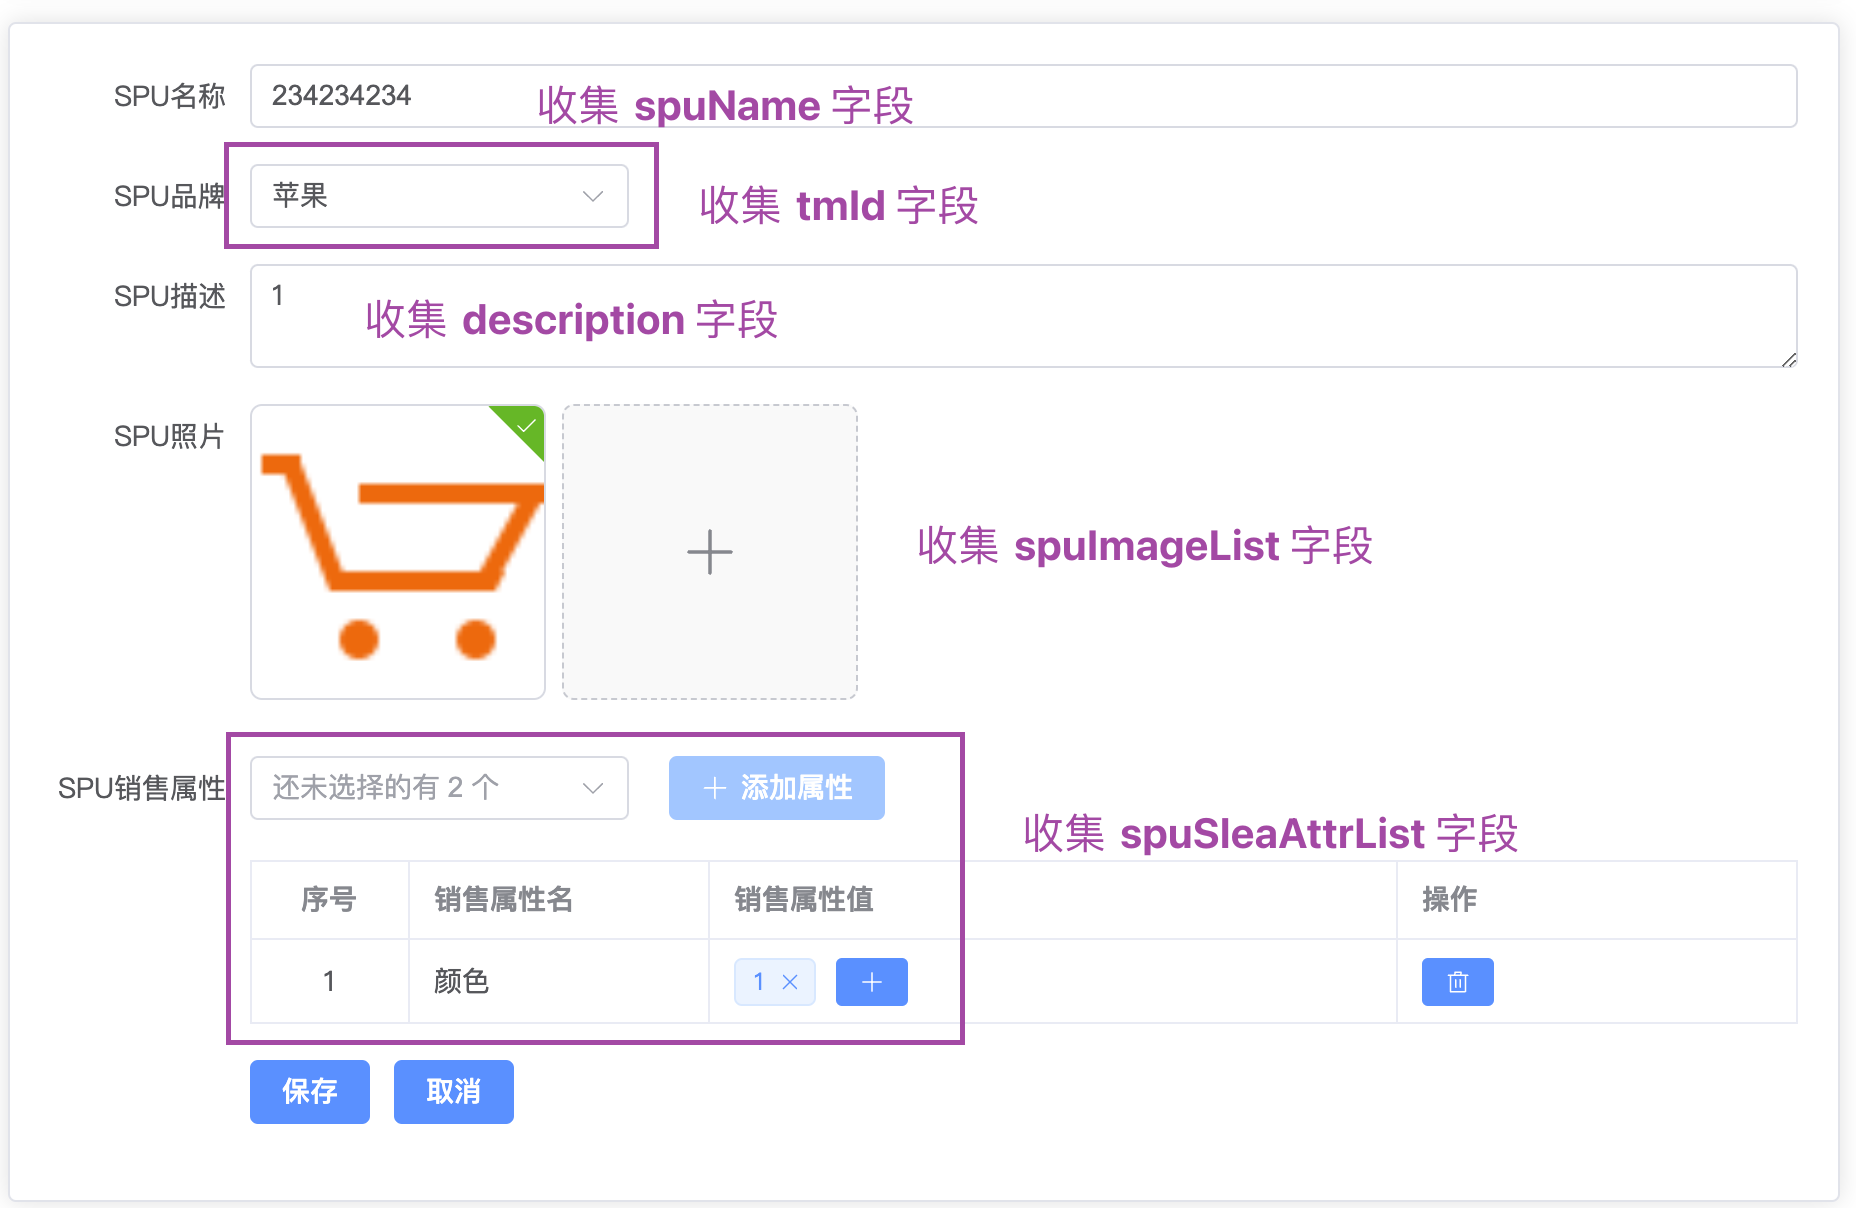 SPU名称 234234234 收集 spuName 字段
SPU品牌 苹果 收集 tmId 字段
SPU描述 1 收集 description 字段
SPU照片
收集 spuImageList 字段
SPU销售属性 还未选择的有 2 个 添加属性
收集 spuSleaAttrList 字段
序号 销售属性名 销售属性值 操作
1 颜色 1
保存 取消